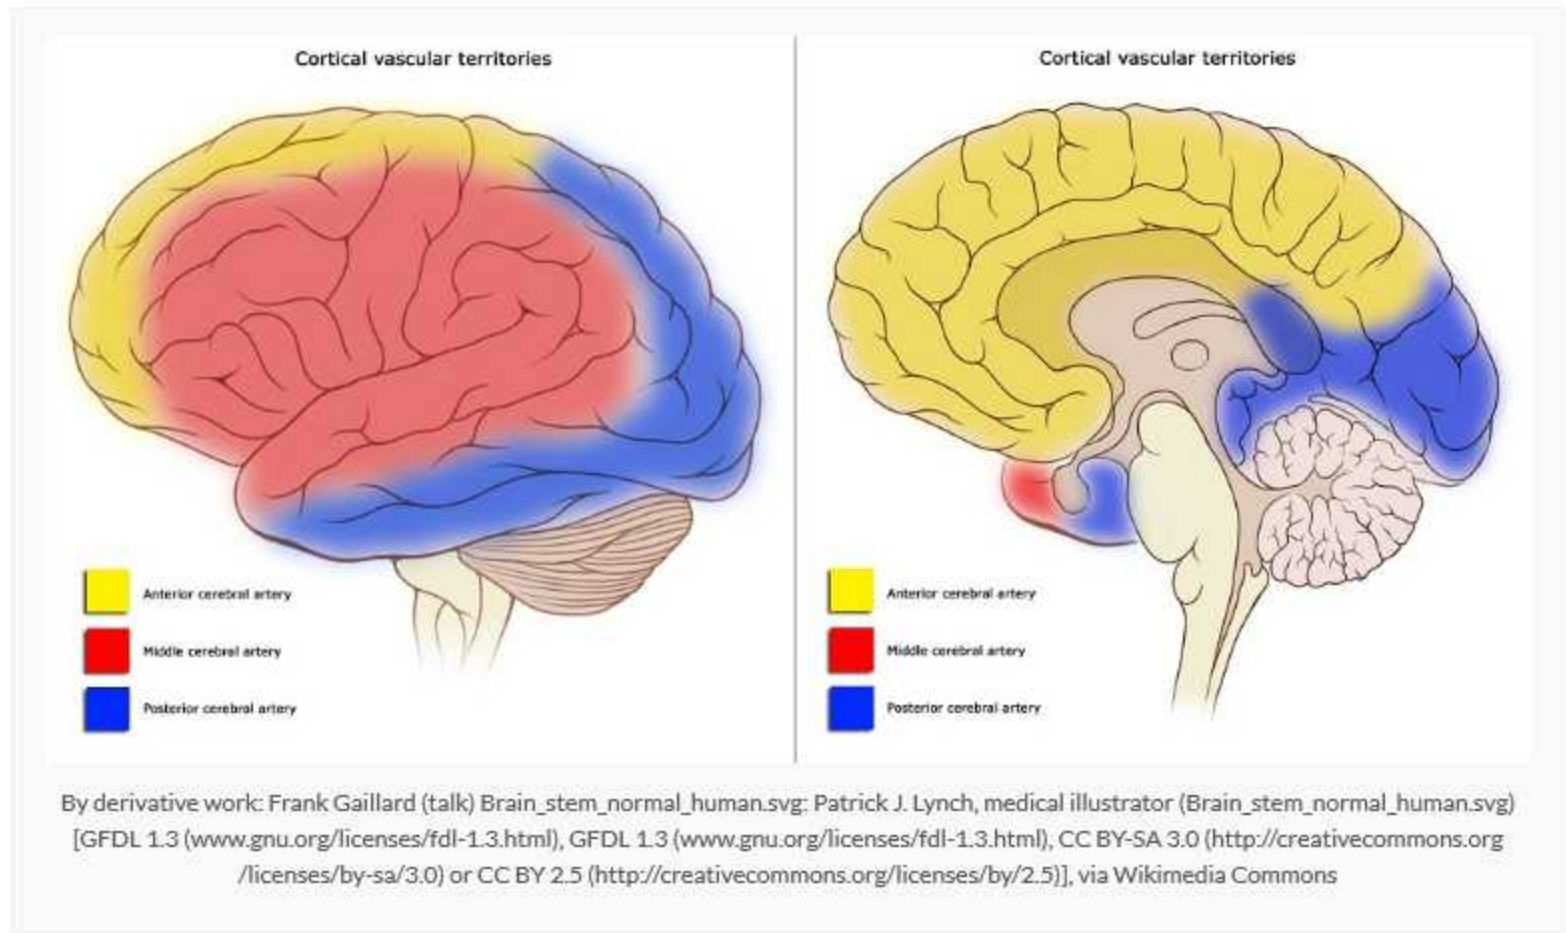 Cortical vascular territories
Anterior cerebral artery
Middle cerebral artery
Posterior cerebral artery
Cortical vascular territories
Anterior cerebral artery
Middle cerebral artery
Posterior cerebral artery
By derivative work: Frank Gaillard (talk) Brain_stem_normal_human.svg: Patrick J. Lynch, medical illustrator (Brain_stem_normal_human.svg)
[GFDL 1.3 (www.gnu.org/licenses/fdl-1.3.html), GFDL 1.3 (www.gnu.org/licenses/fdl-1.3.html), CC BY-SA 3.0 (http://creativecommons.org
/licenses/by-sa/3.0) or CC BY 2.5 (http://creativecommons.org/licenses/by/2.5)], via Wikimedia Commons